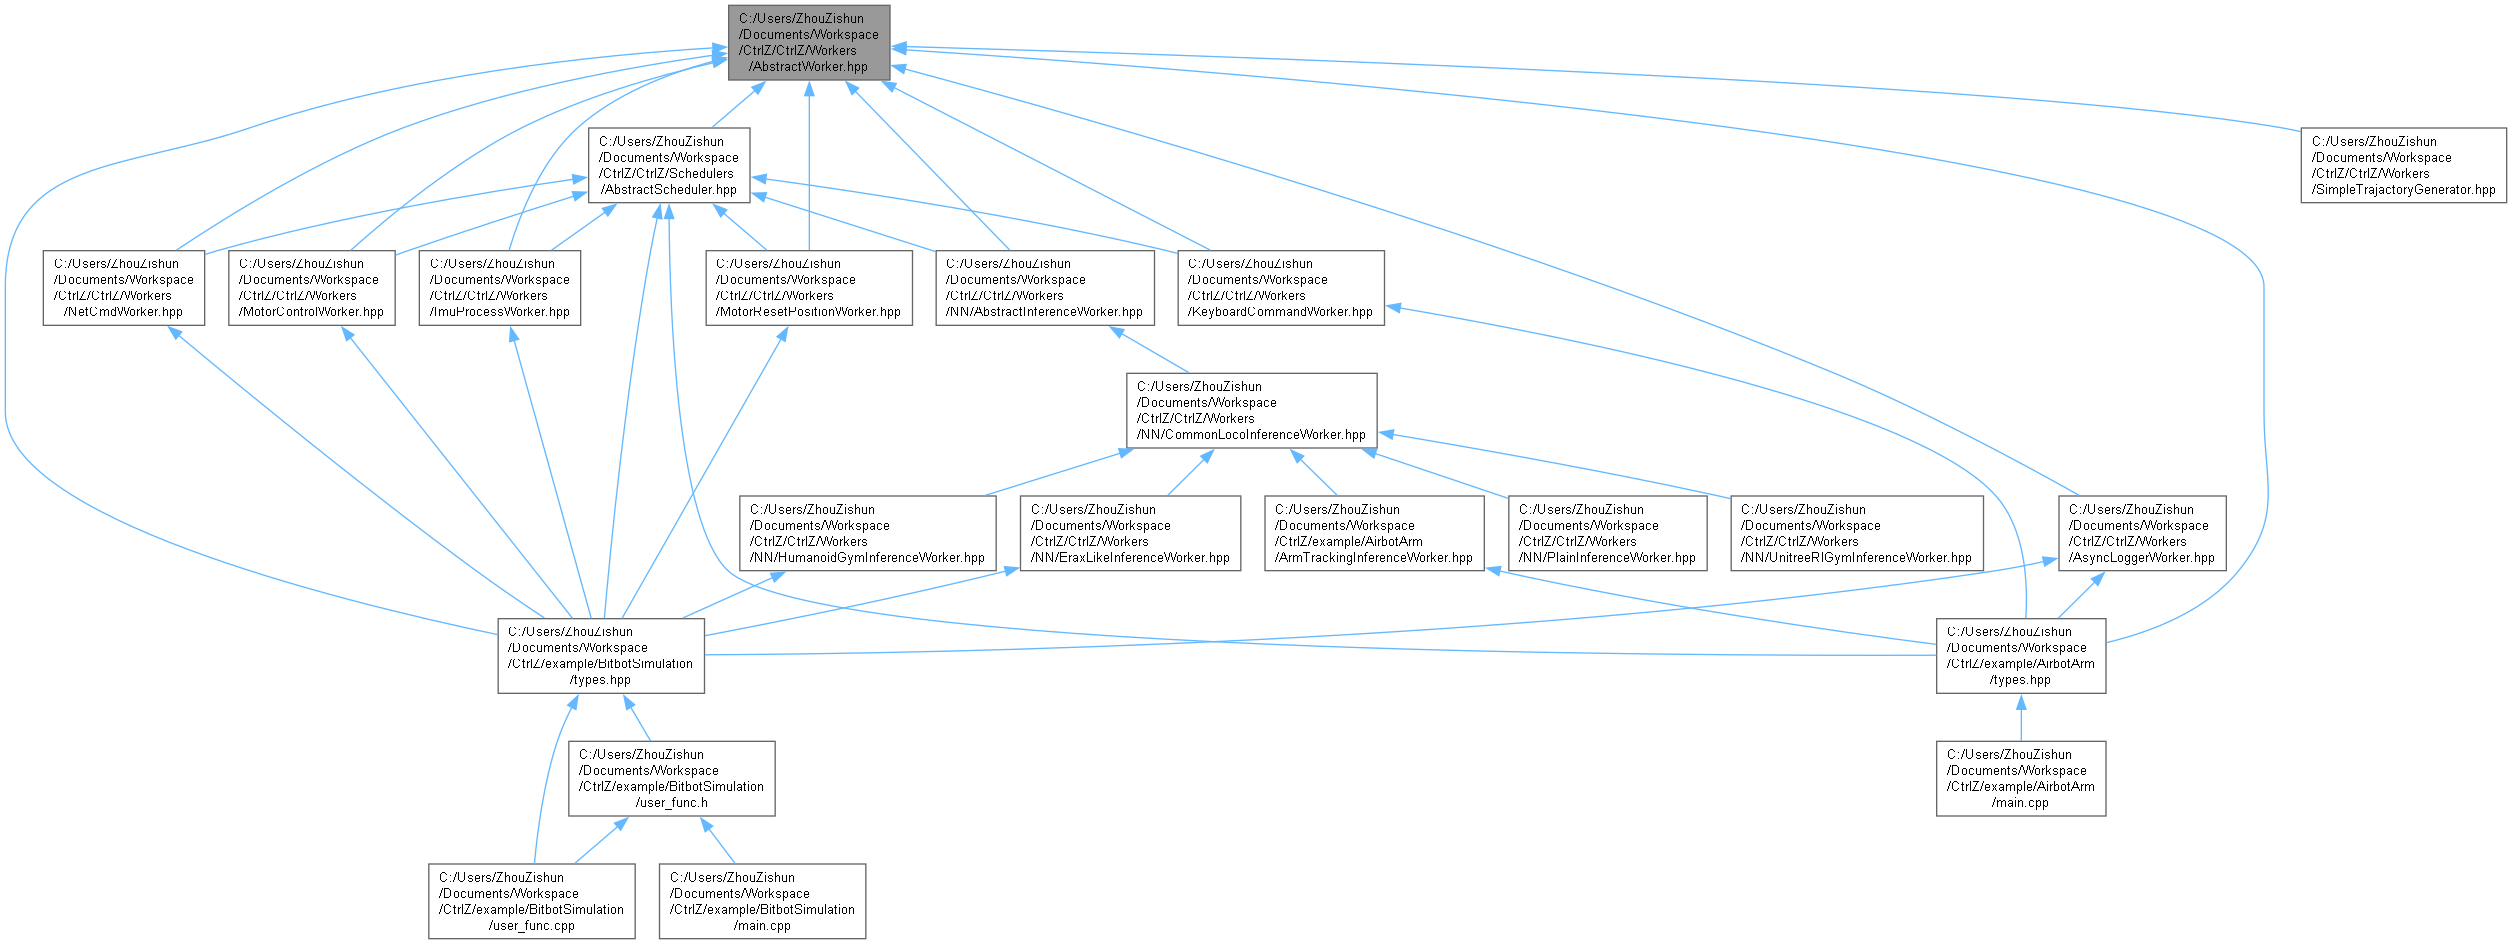 C:/Users/ZhouZishun
/Documents/Workspace
/CtrlZ/CtrlZ/Workers
/AbstractWorker.hpp
C:/Users/ZhouZishun
/Documents/Workspace
/CtrlZ/CtrlZ/Schedulers
/AbstractScheduler.hpp
C:/Users/ZhouZishun
/Documents/Workspace
/CtrlZ/CtrlZ/Workers
/SimpleTrajactoryGenerator.hpp
C:/Users/ZhouZishun
/Documents/Workspace
/CtrlZ/CtrlZ/Workers
/NetCmdWorker.hpp
C:/Users/ZhouZishun
/Documents/Workspace
/CtrlZ/CtrlZ/Workers
/MotorControlWorker.hpp
C:/Users/ZhouZishun
/Documents/Workspace
/CtrlZ/CtrlZ/Workers
/ImuProcessWorker.hpp
C:/Users/ZhouZishun
/Documents/Workspace
/CtrlZ/CtrlZ/Workers
/MotorResetPositionWorker.hpp
C:/Users/ZhouZishun
/Documents/Workspace
/CtrlZ/CtrlZ/Workers
/NN/AbstractInferenceWorker.hpp
C:/Users/ZhouZishun
/Documents/Workspace
/CtrlZ/CtrlZ/Workers
/KeyboardCommandWorker.hpp
C:/Users/ZhouZishun
/Documents/Workspace
/CtrlZ/CtrlZ/Workers
/NN/CommonLocoInferenceWorker.hpp
C:/Users/ZhouZishun
/Documents/Workspace
/CtrlZ/CtrlZ/Workers
/NN/HumanoidGymInferenceWorker.hpp
C:/Users/ZhouZishun
/Documents/Workspace
/CtrlZ/CtrlZ/Workers
/NN/EraxLikeInferenceWorker.hpp
C:/Users/ZhouZishun
/Documents/Workspace
/CtrlZ/example/AirbotArm
/ArmTrackingInferenceWorker.hpp
C:/Users/ZhouZishun
/Documents/Workspace
/CtrlZ/CtrlZ/Workers
/NN/PlainInferenceWorker.hpp
C:/Users/ZhouZishun
/Documents/Workspace
/CtrlZ/CtrlZ/Workers
/NN/UnitreeRlGymInferenceWorker.hpp
C:/Users/ZhouZishun
/Documents/Workspace
/CtrlZ/CtrlZ/Workers
/AsyncLoggerWorker.hpp
C:/Users/ZhouZishun
/Documents/Workspace
/CtrlZ/example/BitbotSimulation
/types.hpp
C:/Users/ZhouZishun
/Documents/Workspace
/CtrlZ/example/AirbotArm
/types.hpp
C:/Users/ZhouZishun
/Documents/Workspace
/CtrlZ/example/BitbotSimulation
/user_func.h
C:/Users/ZhouZishun
/Documents/Workspace
/CtrlZ/example/AirbotArm
/main.cpp
C:/Users/ZhouZishun
/Documents/Workspace
/CtrlZ/example/BitbotSimulation
/user_func.cpp
C:/Users/ZhouZishun
/Documents/Workspace
/CtrlZ/example/BitbotSimulation
/main.cpp